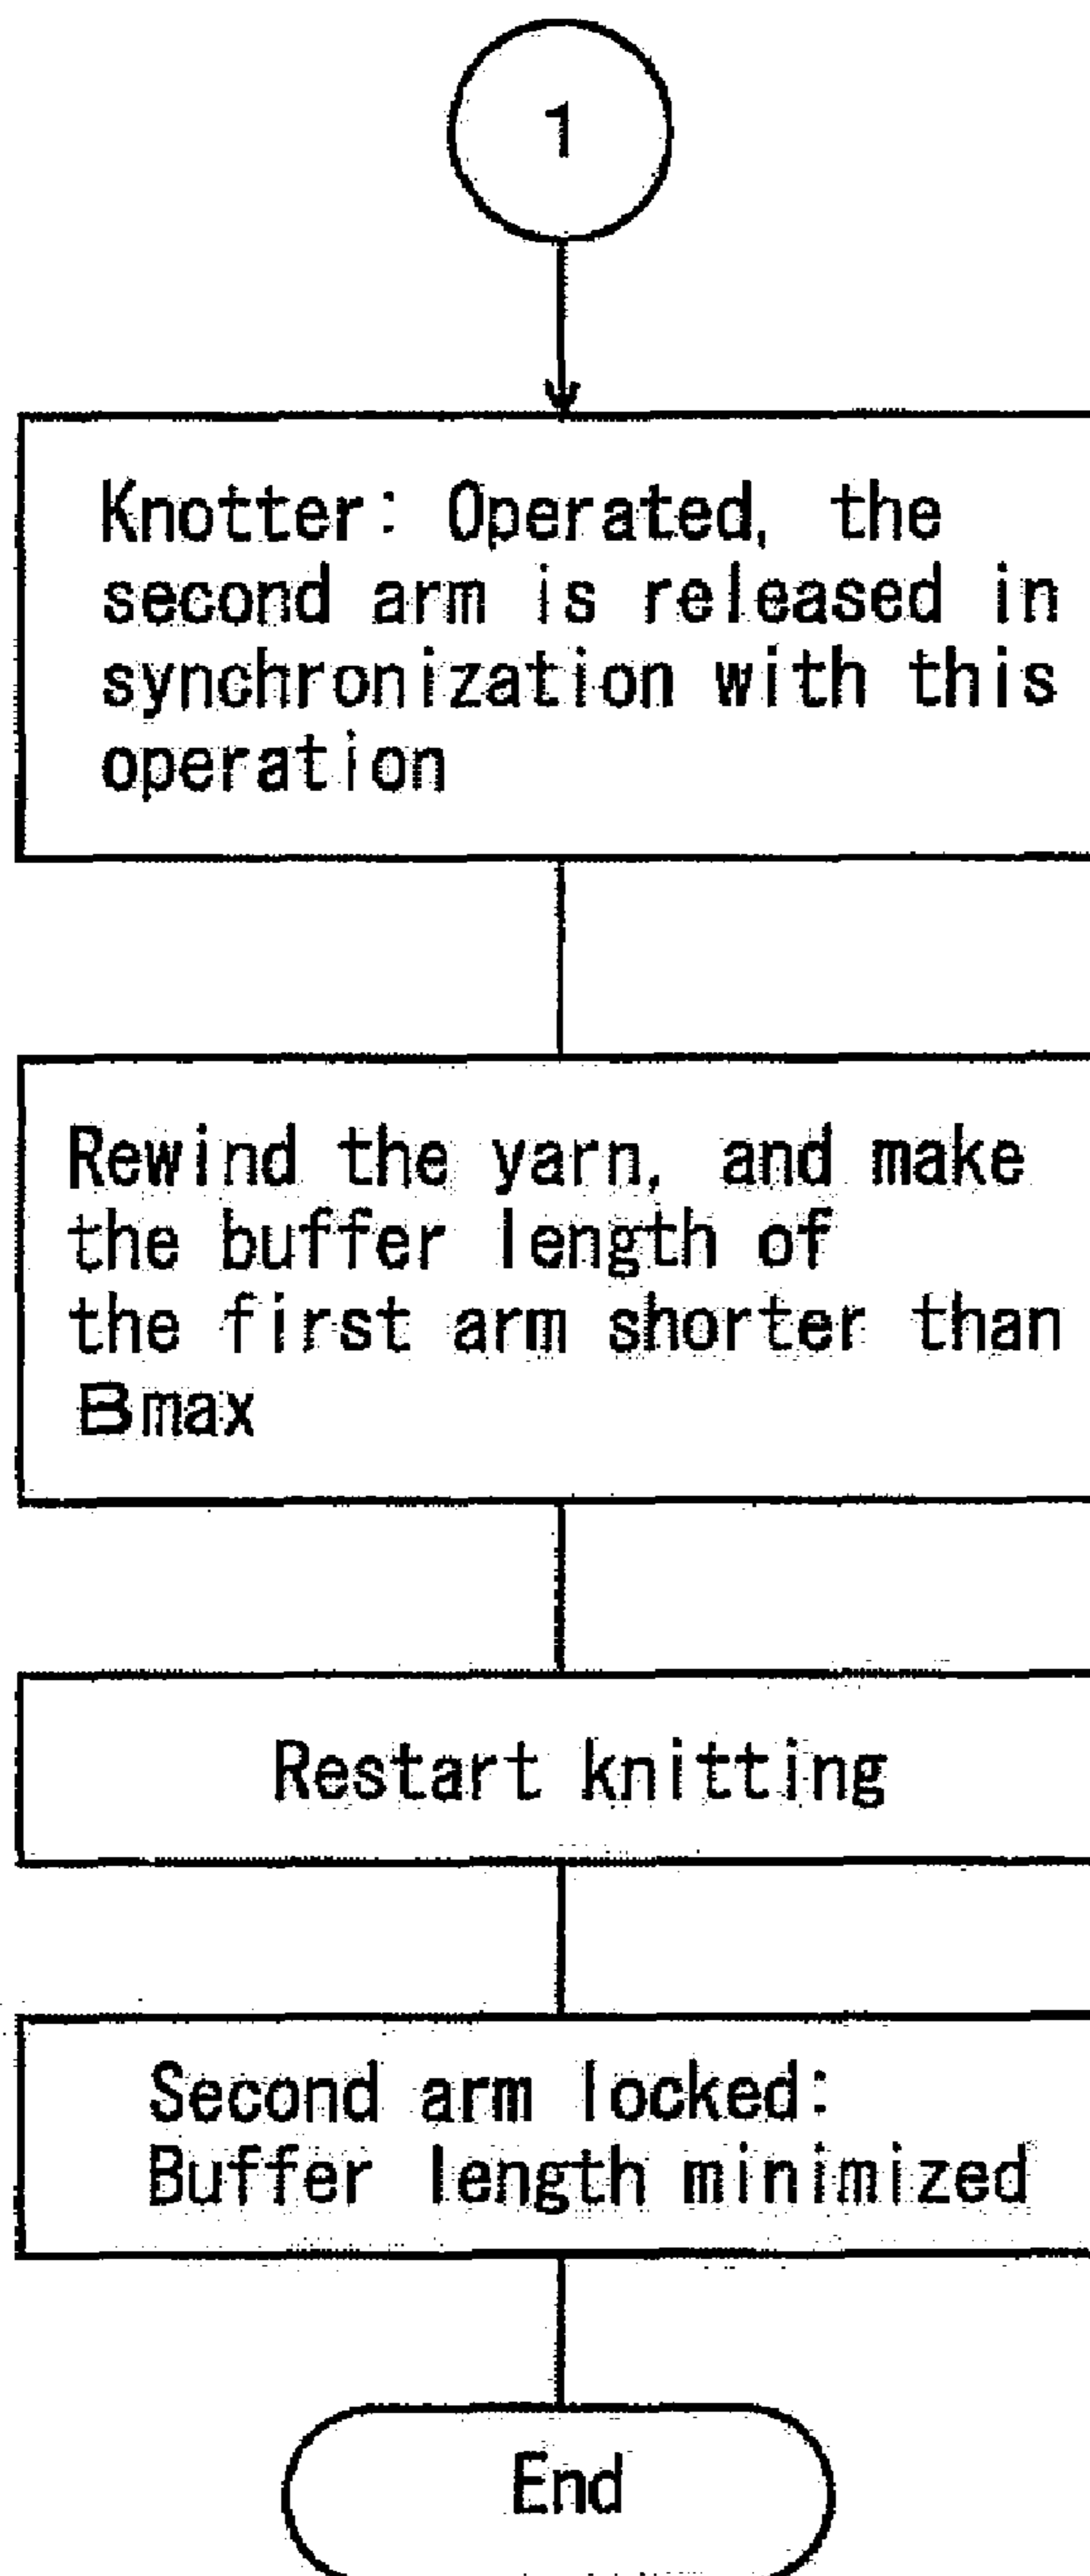 1
Knotter: Operated, the
second arm is released in
synchronization with this
operation
Rewind the yarn, and make
the buffer length of
the first arm shorter than
Bmax
Restart knitting
Second arm locked:
Buffer length minimized
End